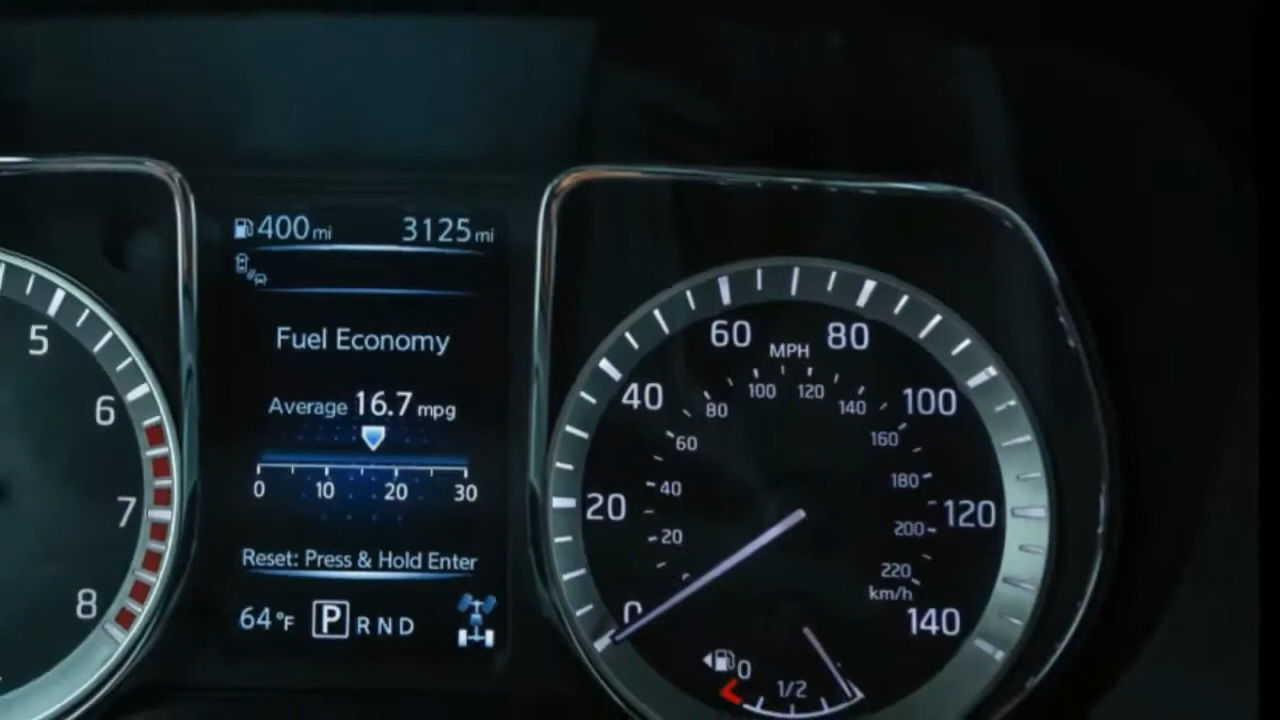 400 mi 3125 mi
Fuel Economy
Average 16.7 mpg
0 10 20 30
Reset: Press & Hold Enter
64°F P R N D
5
6
7
8
0 20 40 60 80 100 120 140
MPH
20 40 60 80 100 120 140 160 180 200 220
km/h
0 1/2